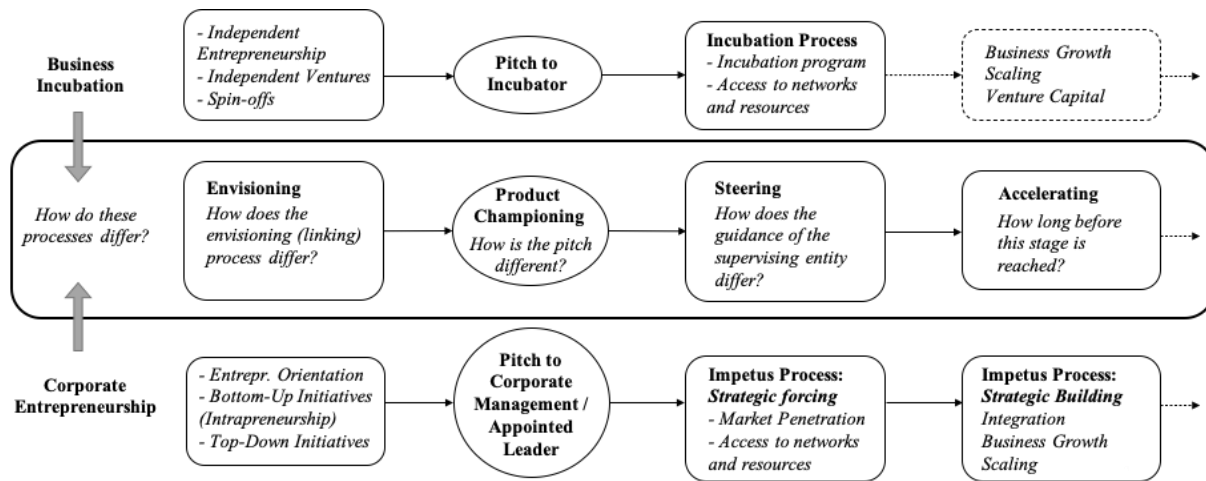 Business
Incubation
- Independent
Entrepreneurship
- Independent Ventures
- Spin-offs
Pitch to
Incubator
Incubation Process
- Incubation program
- Access to networks
and resources
Business Growth
Scaling
Venture Capital
How do these
processes differ?
Envisioning
How does the
envisioning (linking)
process differ?
Product
Championing
How is the pitch
different?
Steering
How does the
guidance of the
supervising entity
differ?
Accelerating
How long before
this stage is
reached?
Corporate
Entrepreneurship
- Entrepr. Orientation
- Bottom-Up Initiatives
(Intrapreneurship)
- Top-Down Initiatives
Pitch to
Corporate
Management /
Appointed
Leader
Impetus Process:
Strategic forcing
- Market Penetration
- Access to networks
and resources
Impetus Process:
Strategic Building
Integration
Business Growth
Scaling